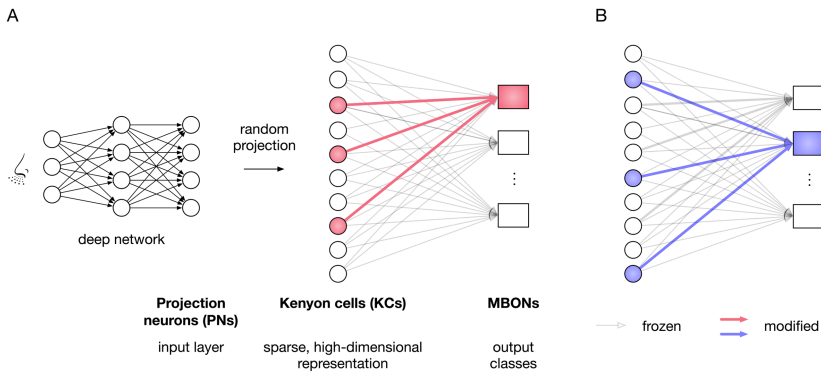 A
B
random
projection
deep network
Projection
neurons (PNs)
Kenyon cells (KCs)
MBONs
input layer
sparse, high-dimensional
representation
output
classes
frozen
modified